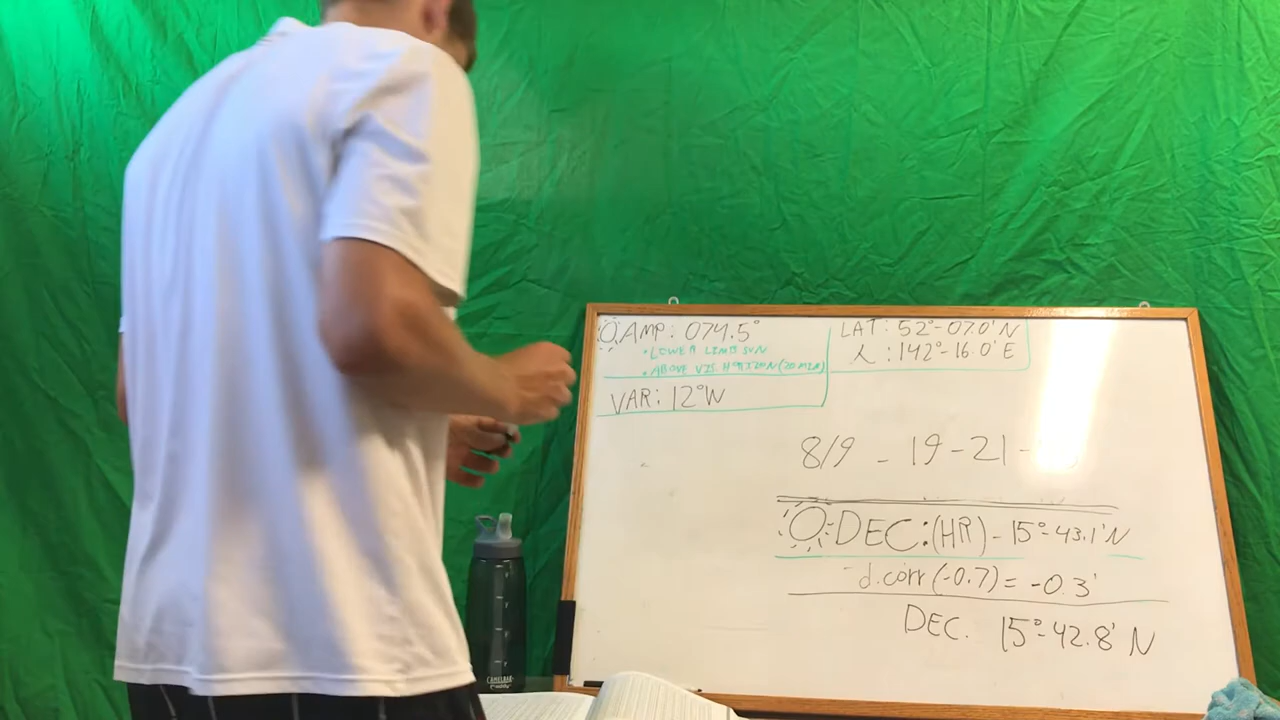 AMP: 074.5°
• LOWER LIMB SUN
• ABOVE VIS. HORIZON (20 MIN)
VAR: 12°W
LAT: 52°-07.0'N
λ: 142°-16.0'E
8/9 - 19-21-
DEC:(HR) - 15°-43.1'N
d.corr (-0.7) = -0.3'
DEC. 15°-42.8'N
CAMELBAK